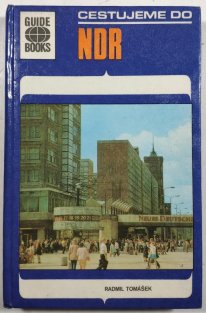 GUIDE
BOOKS
CESTUJEME DO
NDR
NEUES DEUTSCHLAND
RADMIL TOMÁŠEK